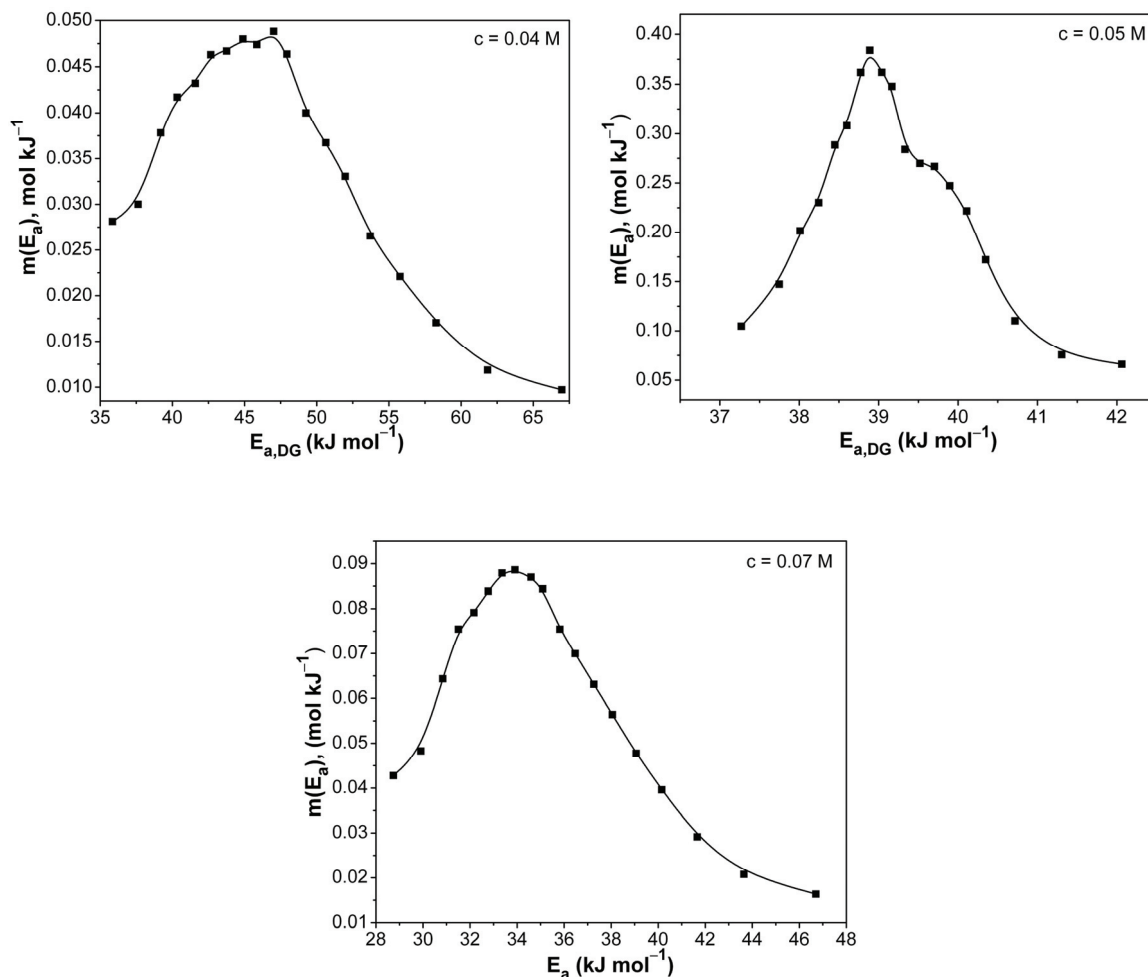 c = 0.04 M
m(Eₐ), mol kJ⁻¹
0.050
0.045
0.040
0.035
0.030
0.025
0.020
0.015
0.010
35 40 45 50 55 60 65
Eₐ,DG (kJ mol⁻¹)
c = 0.05 M
m(Eₐ), (mol kJ⁻¹)
0.40
0.35
0.30
0.25
0.20
0.15
0.10
0.05
37 38 39 40 41 42
Eₐ,DG (kJ mol⁻¹)
c = 0.07 M
m(Eₐ), (mol kJ⁻¹)
0.09
0.08
0.07
0.06
0.05
0.04
0.03
0.02
0.01
28 30 32 34 36 38 40 42 44 46 48
Eₐ (kJ mol⁻¹)